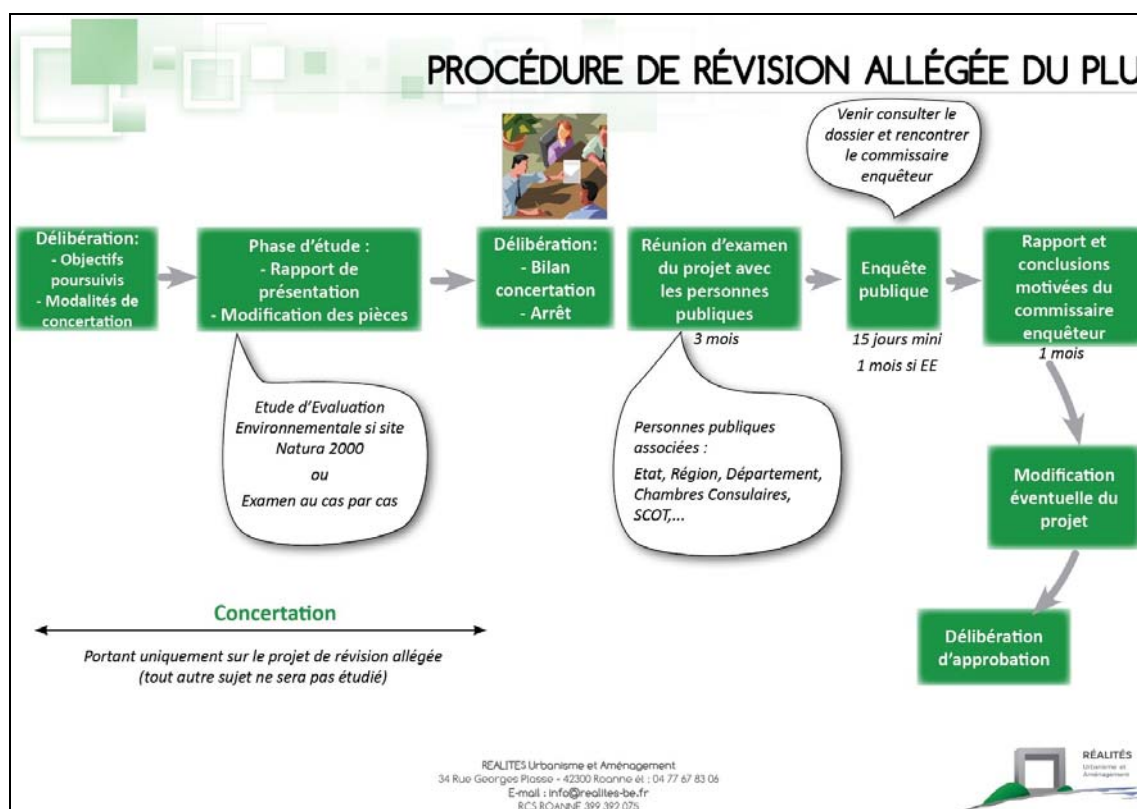 PROCÉDURE DE RÉVISION ALLÉGÉE DU PLU
Venir consulter le
dossier et rencontrer
le commissaire
enquêteur
Délibération:
- Objectifs
poursuivis
- Modalités de
concertation
Phase d'étude :
- Rapport de
présentation
- Modification des pièces
Délibération:
- Bilan
concertation
- Arrêt
Réunion d'examen
du projet avec
les personnes
publiques
3 mois
Enquête
publique
15 jours mini
1 mois si EE
Rapport et
conclusions
motivées du
commissaire
enquêteur
1 mois
Etude d'Evaluation
Environnementale si site
Natura 2000
ou
Examen au cas par cas
Personnes publiques
associées :
Etat, Région, Département,
Chambres Consulaires,
SCOT,...
Modification
éventuelle du
projet
Délibération
d'approbation
Concertation
Portant uniquement sur le projet de révision allégée
(tout autre sujet ne sera pas étudié)
REALITES Urbanisme et Aménagement
34 Rue Georges Plasse - 42300 Roanne él : 04 77 67 83 06
E-mail : info@realites-be.fr
RCS ROANNE 399 392 075
RÉALITÉS
Urbanisme et
Aménagement